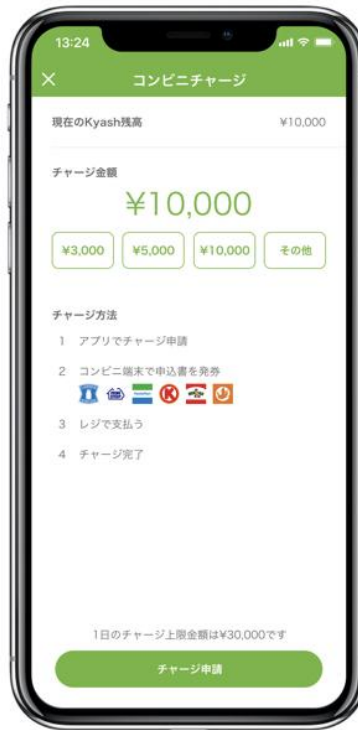 13:24
コンビニチャージ
現在のKyash残高 ¥10,000
チャージ金額
¥10,000
¥3,000 ¥5,000 ¥10,000 その他
チャージ方法
1 アプリでチャージ申請
2 コンビニ端末で申込書を発券
K
3 レジで支払う
4 チャージ完了
1日のチャージ上限金額は¥30,000です
チャージ申請